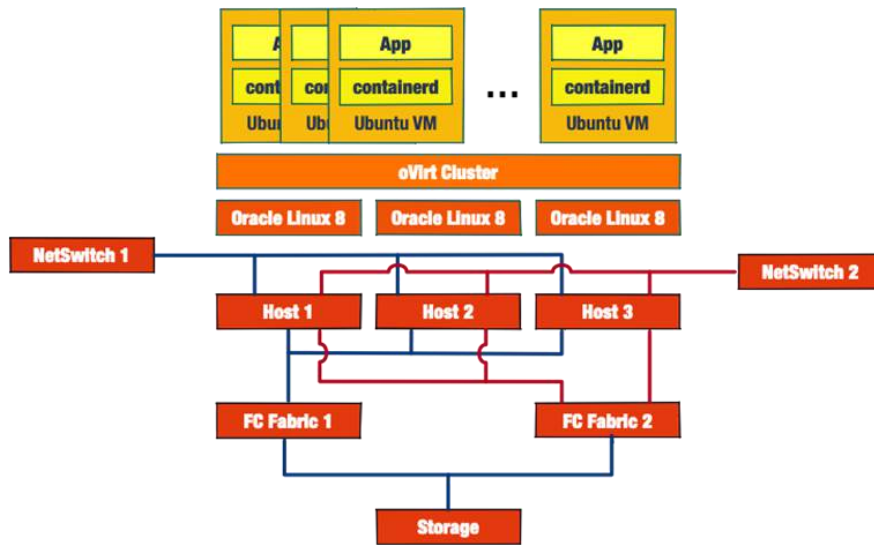 App
App
containerd
containerd
Ubuntu VM
...
Ubuntu VM
oVirt Cluster
Oracle Linux 8
Oracle Linux 8
Oracle Linux 8
NetSwitch 1
NetSwitch 2
Host 1
Host 2
Host 3
FC Fabric 1
FC Fabric 2
Storage